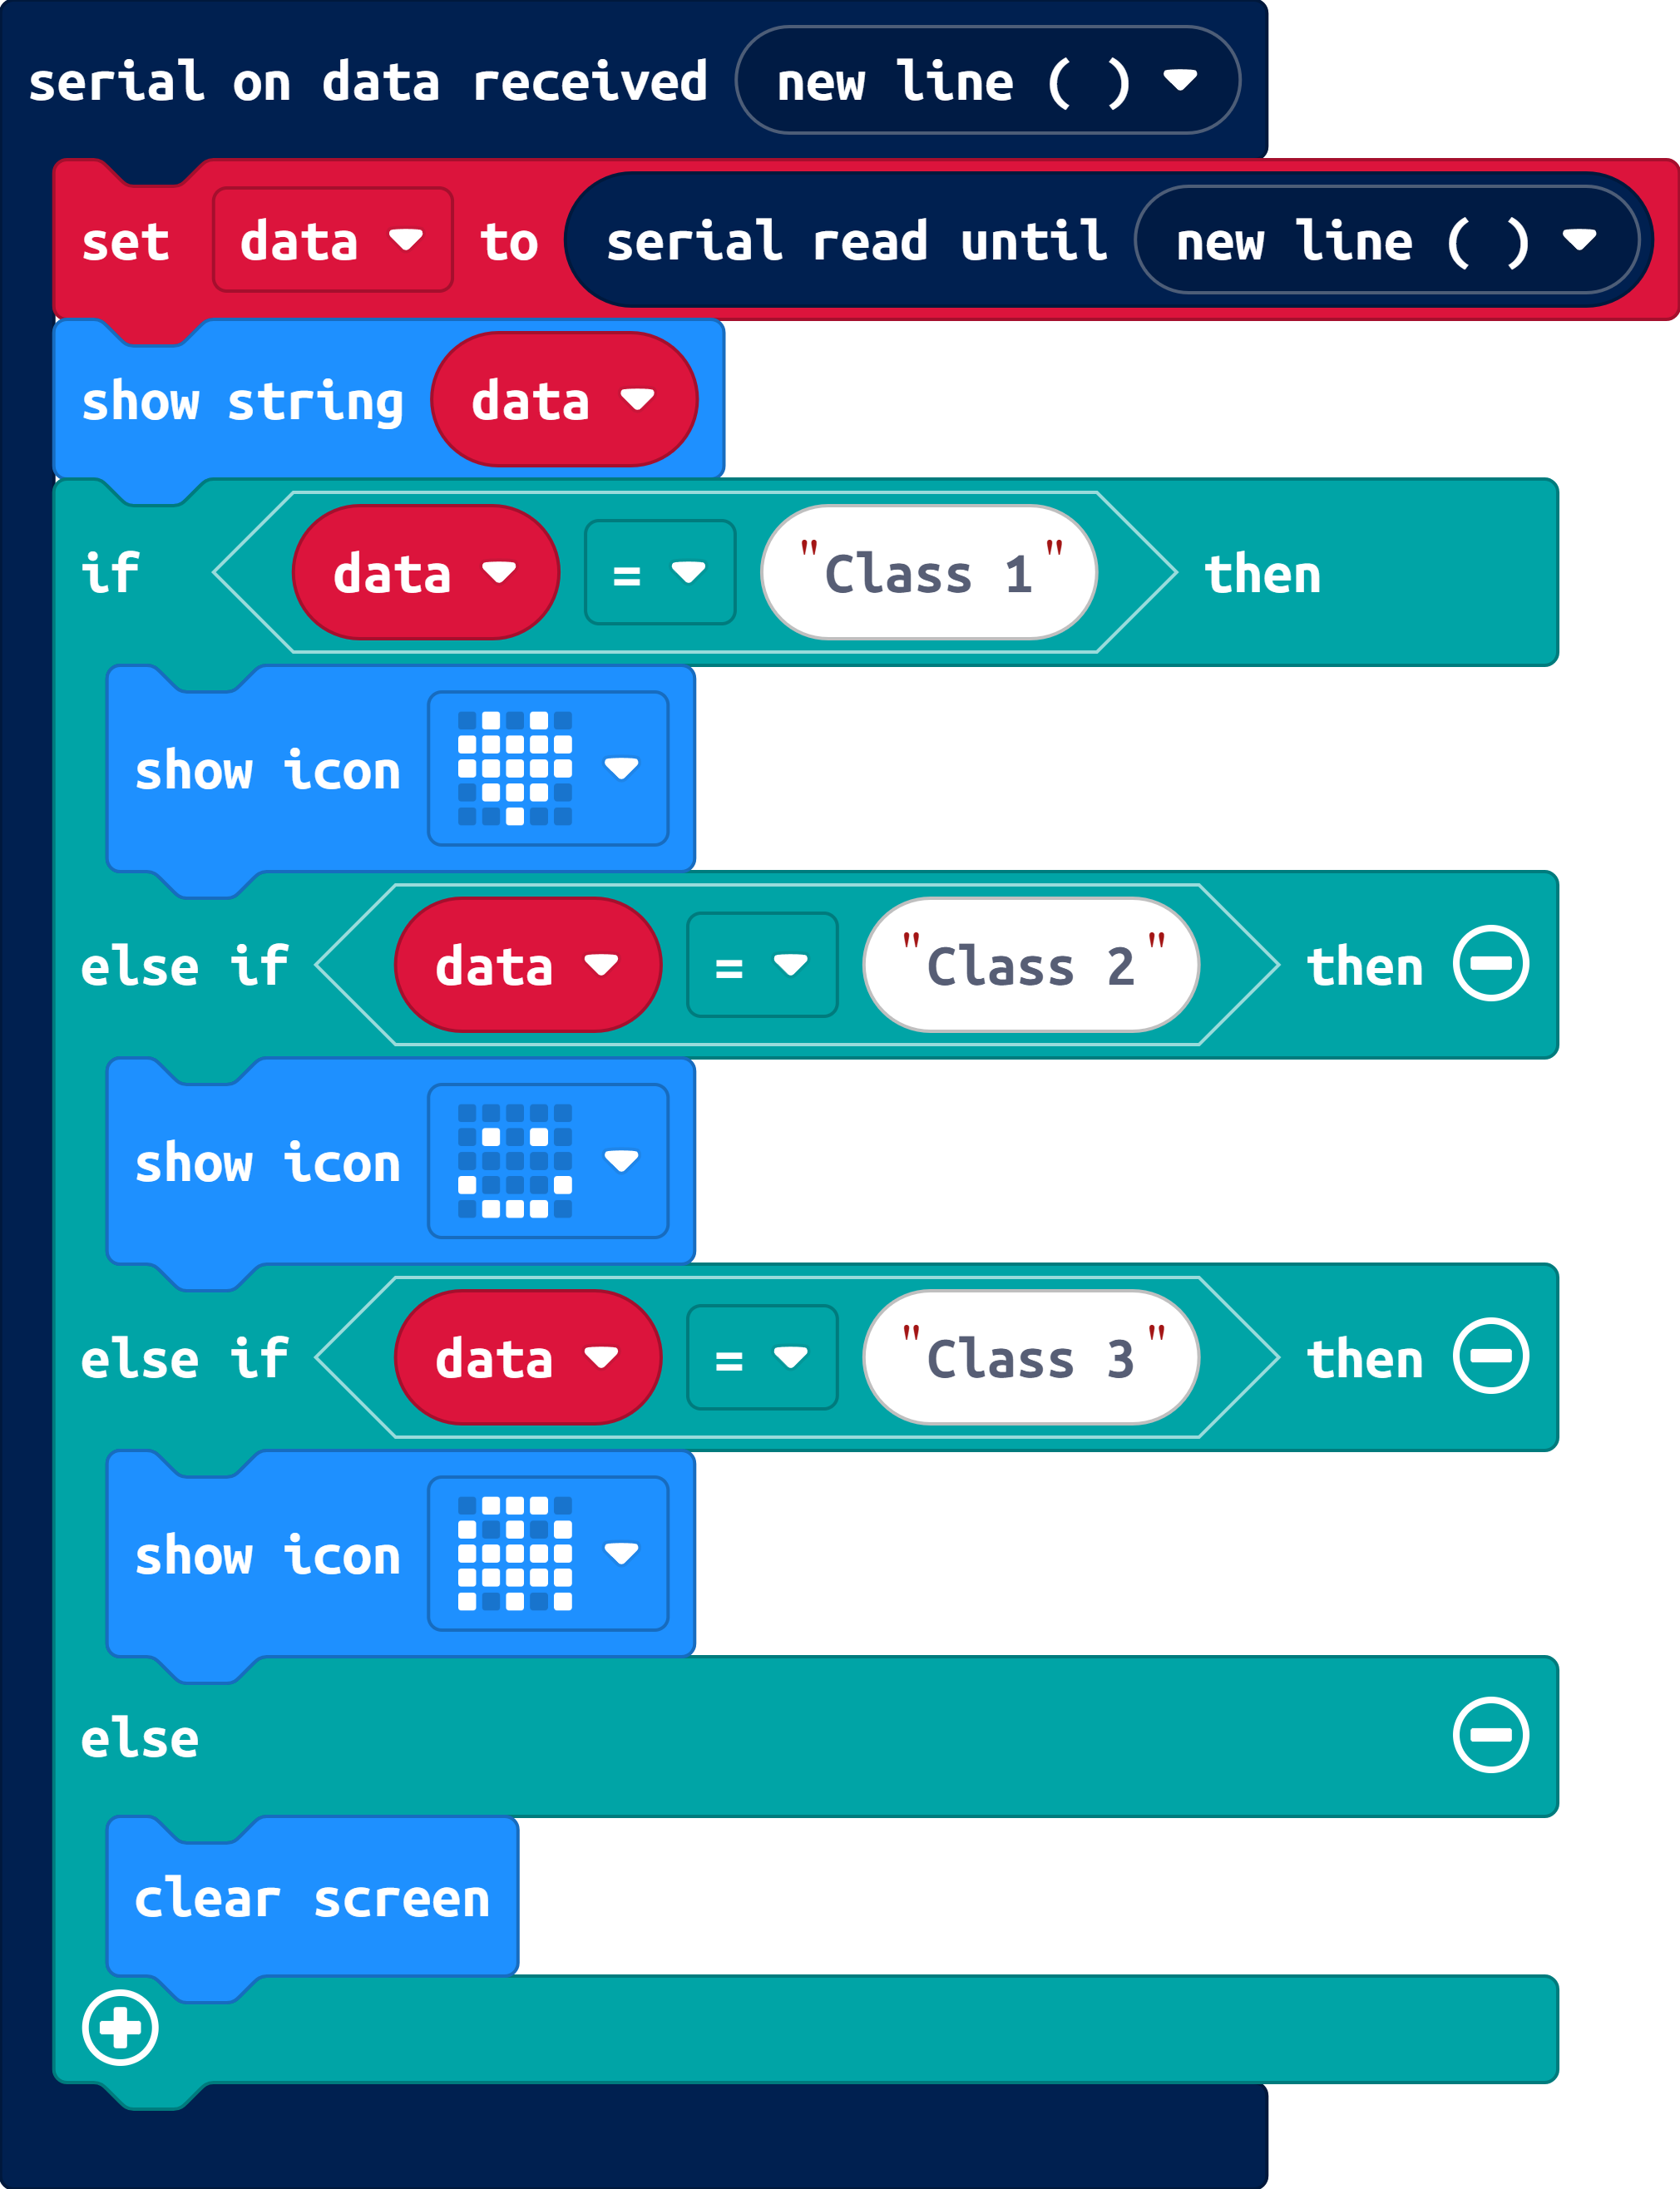 serial on data received new line ( )
set data to serial read until new line ( )
show string data
if data = "Class 1" then
show icon
else if data = "Class 2" then
show icon
else if data = "Class 3" then
show icon
else
clear screen